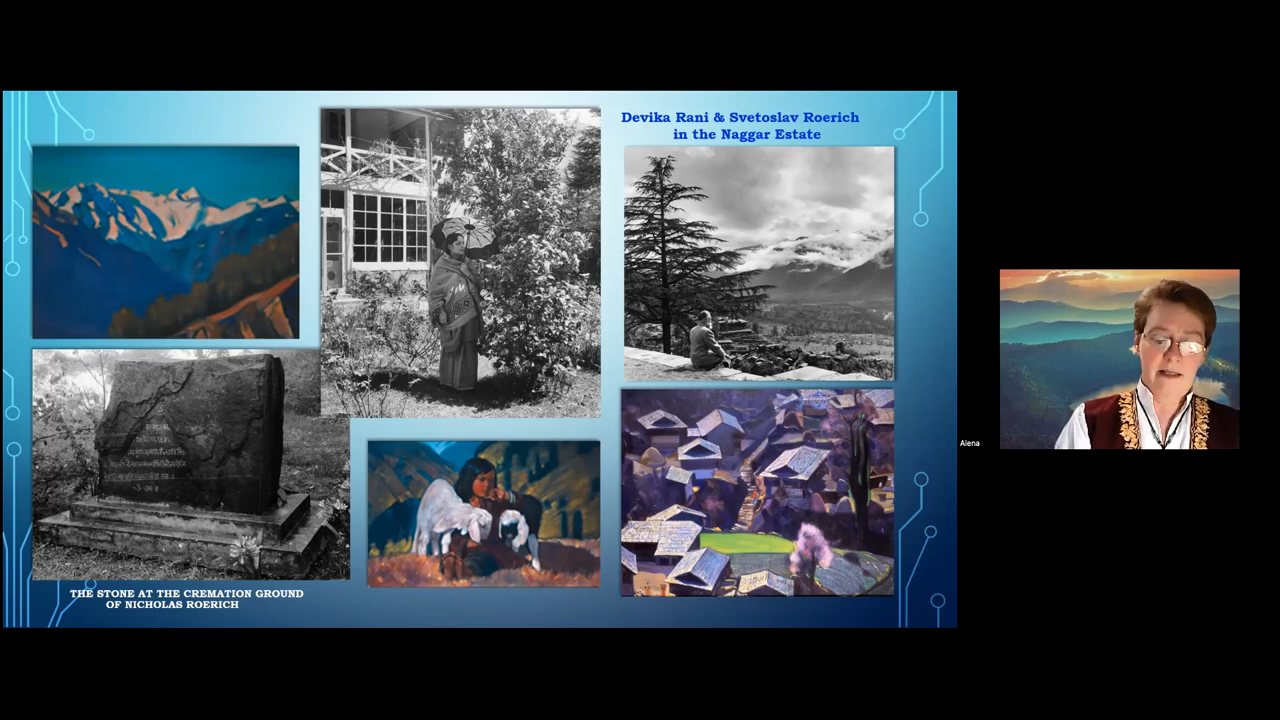 Devika Rani & Svetoslav Roerich
in the Naggar Estate
THE STONE AT THE CREMATION GROUND
OF NICHOLAS ROERICH
Alena